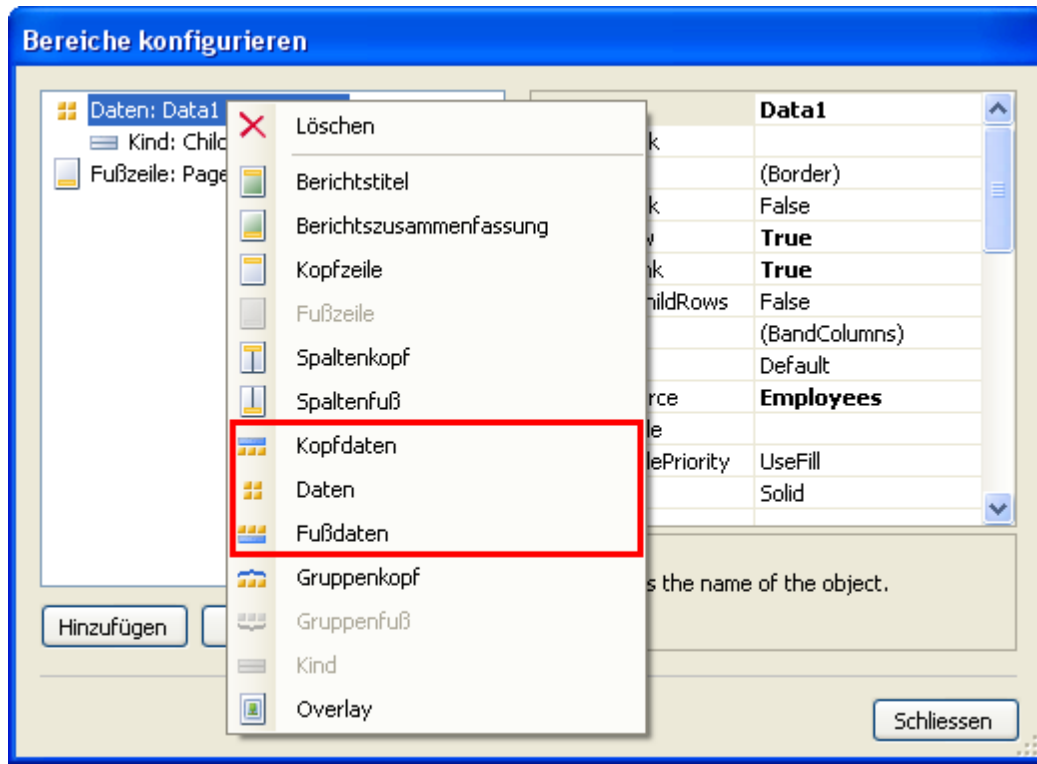 Bereiche konfigurieren
Daten: Data1
Kind: Chilc
Fußzeile: Page
Löschen
Berichtstitel
Berichtszusammenfassung
Kopfzeile
Fußzeile
Spaltenkopf
Spaltenfuß
Kopfdaten
Daten
Fußdaten
Gruppenkopf
Gruppenfuß
Kind
Overlay
Data1
k
(Border)
k False
v True
nk True
hildRows False
(BandColumns)
Default
rce Employees
le
lePriority UseFill
Solid
s the name of the object.
Hinzufügen
Schliessen